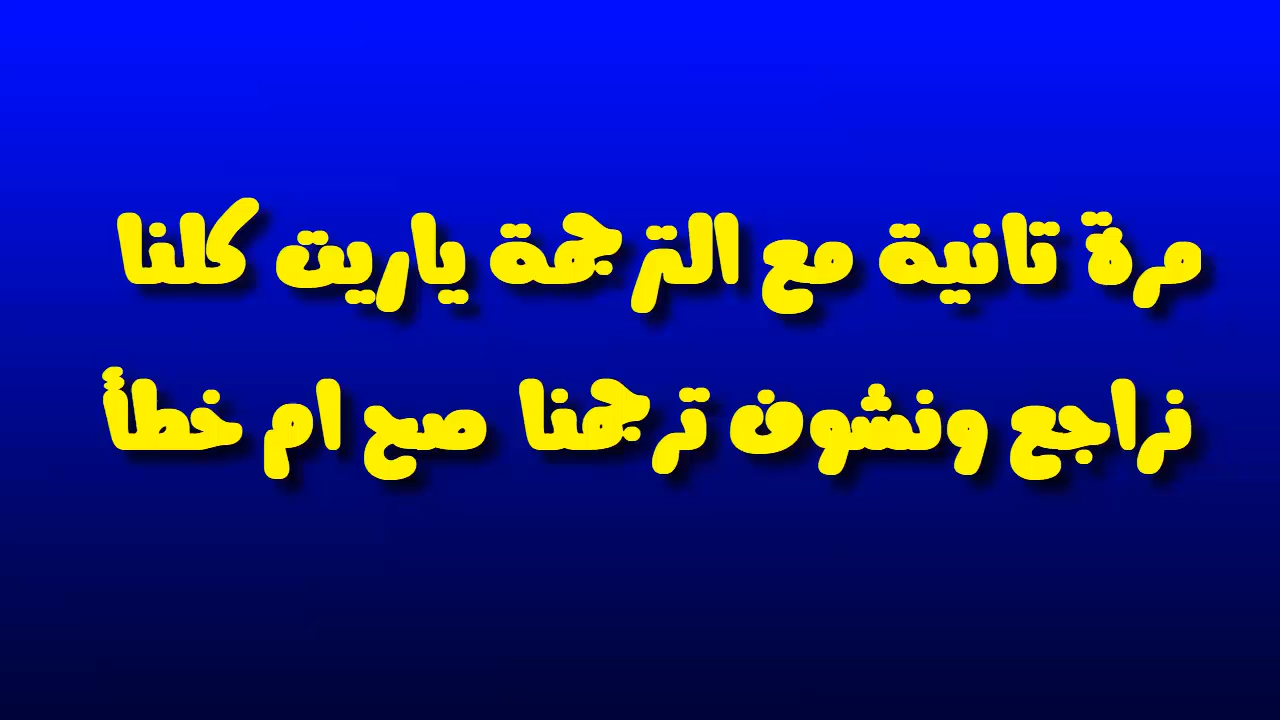 مرة تانية مع الترجمة ياريت كلنا
نراجع ونشوف ترجمنا صح ام خطأ